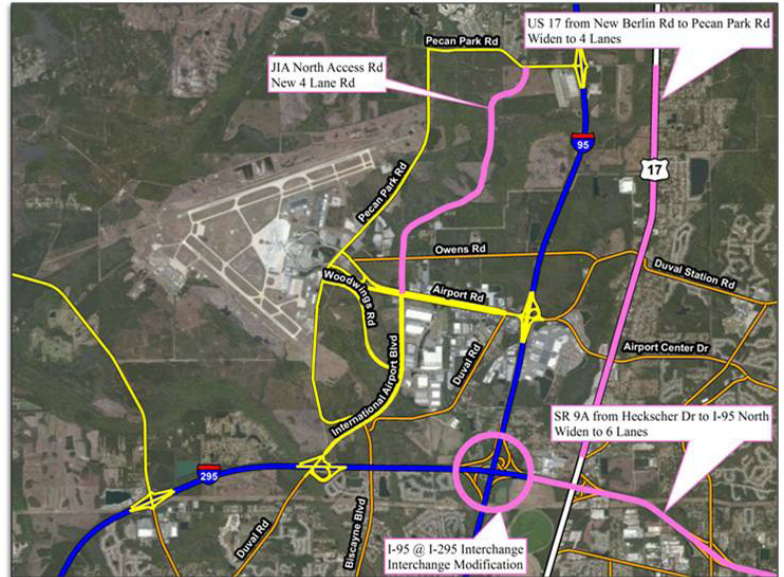 US 17 from New Berlin Rd to Pecan Park Rd
Widen to 4 Lanes
Pecan Park Rd
JIA North Access Rd
New 4 Lane Rd
95
17
Pecan Park Rd
Owens Rd
Duval Station Rd
Woodwings Rd
Airport Rd
Airport Center Dr
Duval Rd
International Airport Blvd
SR 9A from Heckscher Dr to I-95 North
Widen to 6 Lanes
295
Duval Rd
Biscayne Blvd
I-95 @ I-295 Interchange
Interchange Modification